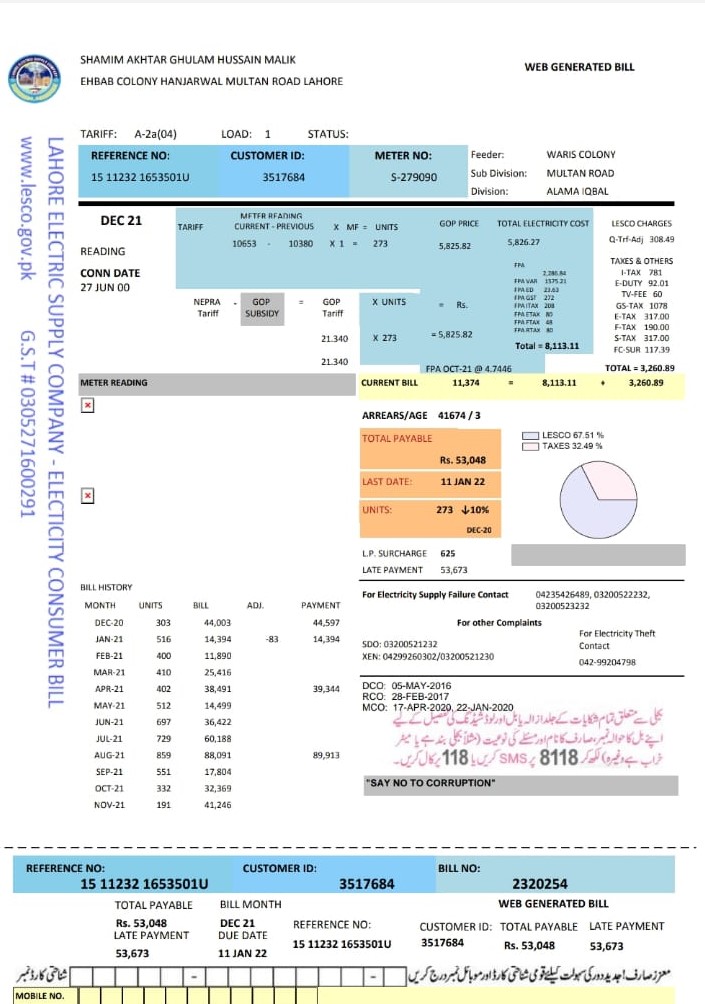 SHAMIM AKHTAR GHULAM HUSSAIN MALIK
EHBAB COLONY HANJARWAL MULTAN ROAD LAHORE
WEB GENERATED BILL
LAHORE ELECTRIC SUPPLY COMPANY - ELECTICITY CONSUMER BILL
www.lesco.gov.pk G.S.T # 0305271600291
TARIFF: A-2a(04) LOAD: 1 STATUS:
REFERENCE NO: CUSTOMER ID: METER NO:
15 11232 1653501U 3517684 S-279090
Feeder: WARIS COLONY
Sub Division: MULTAN ROAD
Division: ALAMA IQBAL
DEC 21
READING
CONN DATE
27 JUN 00
TARIFF METER READING
CURRENT - PREVIOUS X MF = UNITS
10653 - 10380 X 1 = 273
GOP PRICE TOTAL ELECTRICITY COST
5,825.82 5,826.27
FPA
2,286.84
FPA VAR 1575.21
FPA ED 23.63
FPA GST 272
FPA ITAX 208
FPA ETAX 80
FPA FTAX 48
FPA RTAX 80
Total = 8,113.11
NEPRA Tariff - GOP SUBSIDY = GOP Tariff
X UNITS = Rs.
21.340 X 273 = 5,825.82
21.340
FPA OCT-21 @ 4.7446
LESCO CHARGES
Q-Trf-Adj 308.49
TAXES & OTHERS
I-TAX 781
E-DUTY 92.01
TV-FEE 60
GS-TAX 1078
E-TAX 317.00
F-TAX 190.00
S-TAX 317.00
FC-SUR 117.39
TOTAL = 3,260.89
METER READING
CURRENT BILL 11,374 = 8,113.11 + 3,260.89
ARREARS/AGE 41674 / 3
TOTAL PAYABLE
Rs. 53,048
LAST DATE: 11 JAN 22
UNITS: 273 ↓10%
DEC-20
LESCO 67.51 %
TAXES 32.49 %
L.P. SURCHARGE 625
LATE PAYMENT 53,673
BILL HISTORY
MONTH UNITS BILL ADJ. PAYMENT
DEC-20 303 44,003 44,597
JAN-21 516 14,394 -83 14,394
FEB-21 400 11,890
MAR-21 410 25,416
APR-21 402 38,491 39,344
MAY-21 512 14,499
JUN-21 697 36,422
JUL-21 729 60,188
AUG-21 859 88,091 89,913
SEP-21 551 17,804
OCT-21 332 32,369
NOV-21 191 41,246
For Electricity Supply Failure Contact 04235426489, 03200522232,
03200523232
For other Complaints
SDO: 03200521232
XEN: 04299260302/03200521230
For Electricity Theft
Contact
042-99204798
DCO: 05-MAY-2016
RCO: 28-FEB-2017
MCO: 17-APR-2020, 22-JAN-2020
بجلی سے متعلق تمام شکایات کے جلد ازالہ یا بل اور لوڈشیڈنگ کی تفصیل کے لیے
اپنے بل کا حوالہ نمبر، صارف کا نام اور مسئلے کی نوعیت (مثلاً بجلی بند ہے یا میٹر
خراب ہے وغیرہ) لکھ کر 8118 پر SMS کریں یا 118 پر کال کریں۔
"SAY NO TO CORRUPTION"
REFERENCE NO: CUSTOMER ID: BILL NO:
15 11232 1653501U 3517684 2320254
TOTAL PAYABLE BILL MONTH WEB GENERATED BILL
Rs. 53,048 DEC 21 REFERENCE NO: CUSTOMER ID: TOTAL PAYABLE LATE PAYMENT
LATE PAYMENT DUE DATE 15 11232 1653501U 3517684 Rs. 53,048 53,673
53,673 11 JAN 22
معزز صارف! جدید دور کی سہولت کیلئے قومی شناختی کارڈ اور موبائل نمبر درج کریں
شناختی کارڈ نمبر
MOBILE NO.